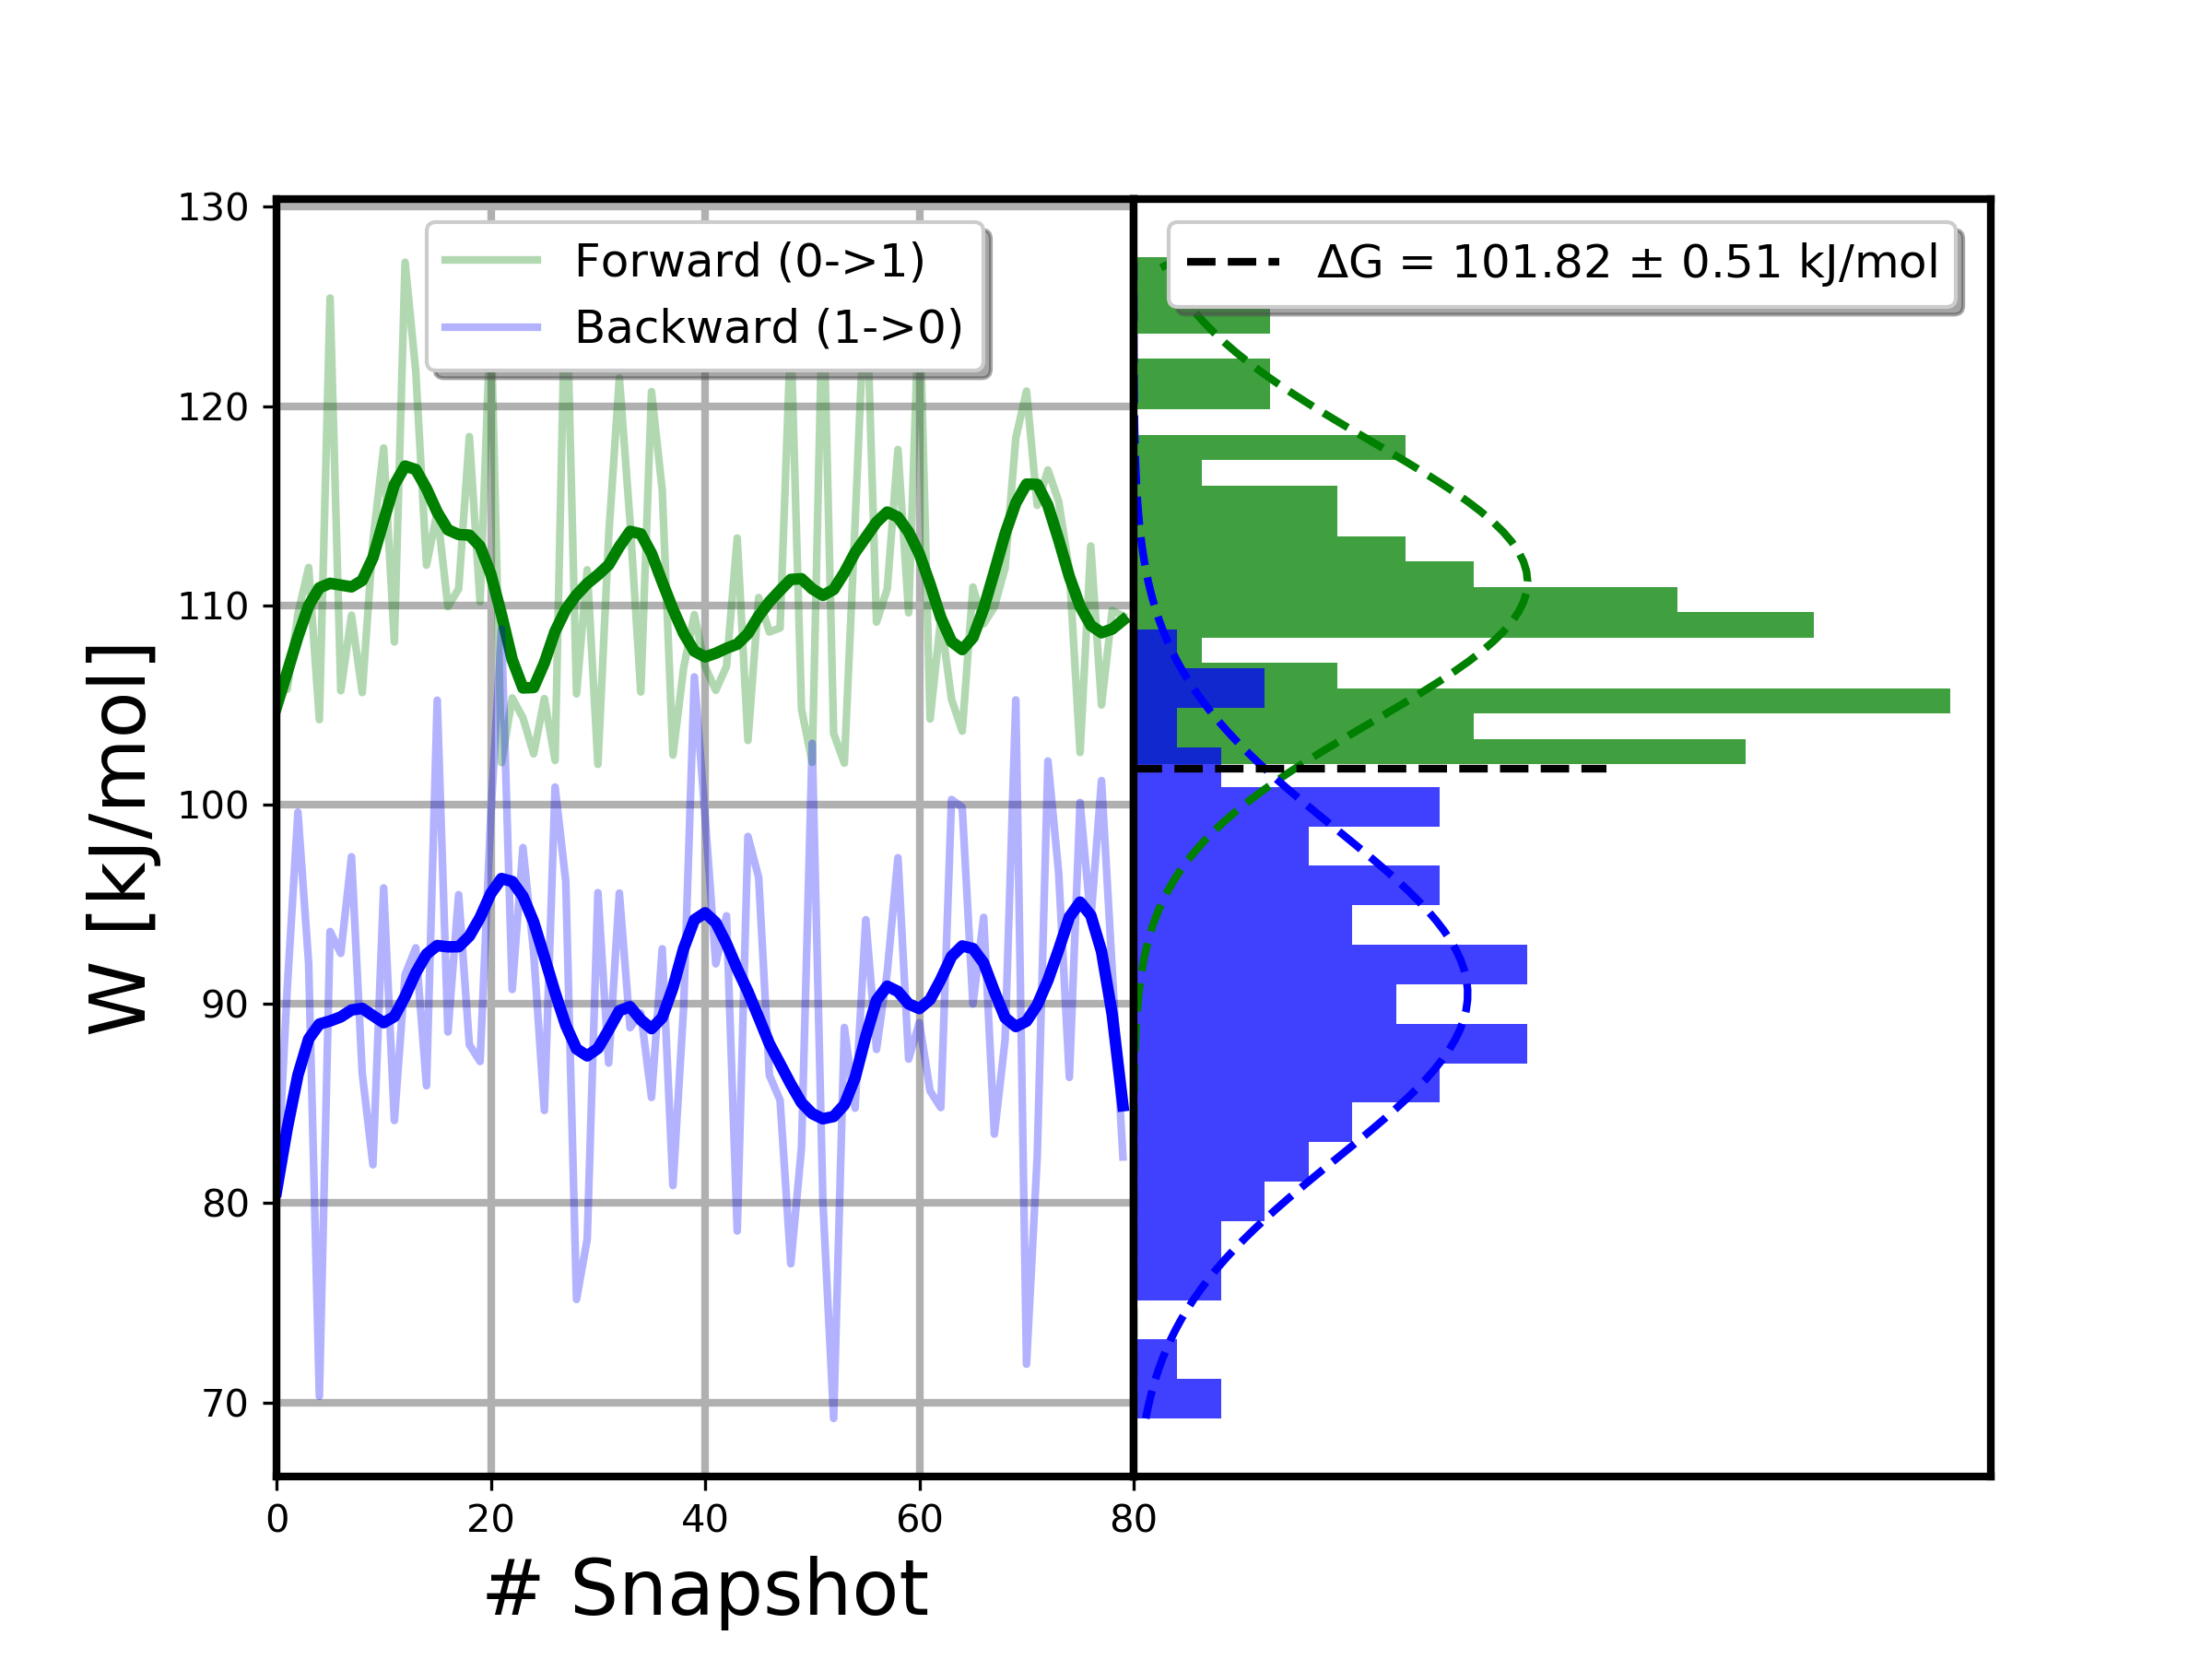 130
120
110
100
90
80
70
W [kJ/mol]
Forward (0->1)
Backward (1->0)
ΔG = 101.82 ± 0.51 kJ/mol
0 20 40 60 80
# Snapshot